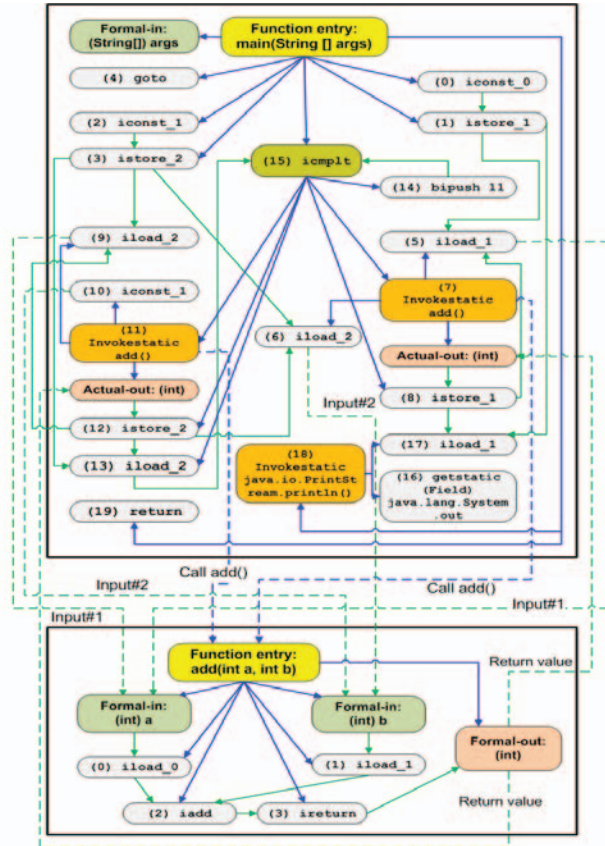 Formal-in:
(String[]) args
Function entry:
main(String [] args)
(4) goto
(0) iconst_0
(2) iconst_1
(1) istore_1
(3) istore_2
(15) icmplt
(14) bipush 11
(9) iload_2
(5) iload_1
(10) iconst_1
(7)
Invokestatic
add()
(11)
Invokestatic
add()
(6) iload_2
Actual-out: (int)
Actual-out: (int)
Input#2
(8) istore_1
(12) istore_2
(17) iload_1
(13) iload_2
(18)
Invokestatic
java.io.PrintSt
ream.println()
(16) getstatic
(Field)
java.lang.System
.out
(19) return
Call add()
Input#2
Call add()
Input#1
Input#1
Function entry:
add(int a, int b)
Return value
Formal-in:
(int) a
Formal-in:
(int) b
Formal-out:
(int)
(0) iload_0
(1) iload_1
(2) iadd
(3) ireturn
Return value